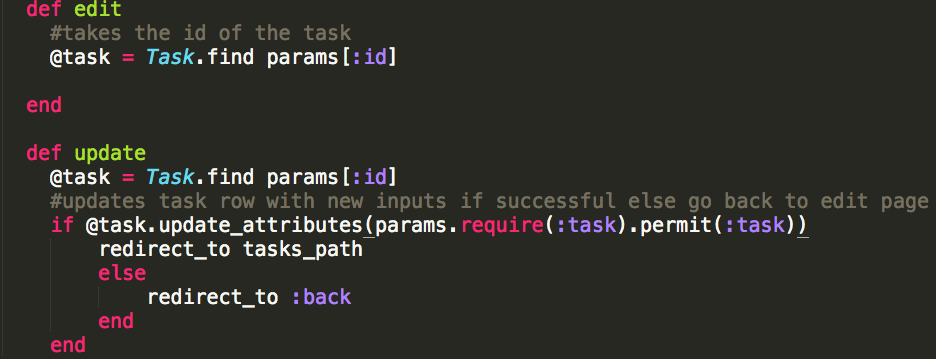 def edit
#takes the id of the task
@task = Task.find params[:id]
end
def update
@task = Task.find params[:id]
#updates task row with new inputs if successful else go back to edit page
if @task.update_attributes(params.require(:task).permit(:task))
redirect_to tasks_path
else
redirect_to :back
end
end